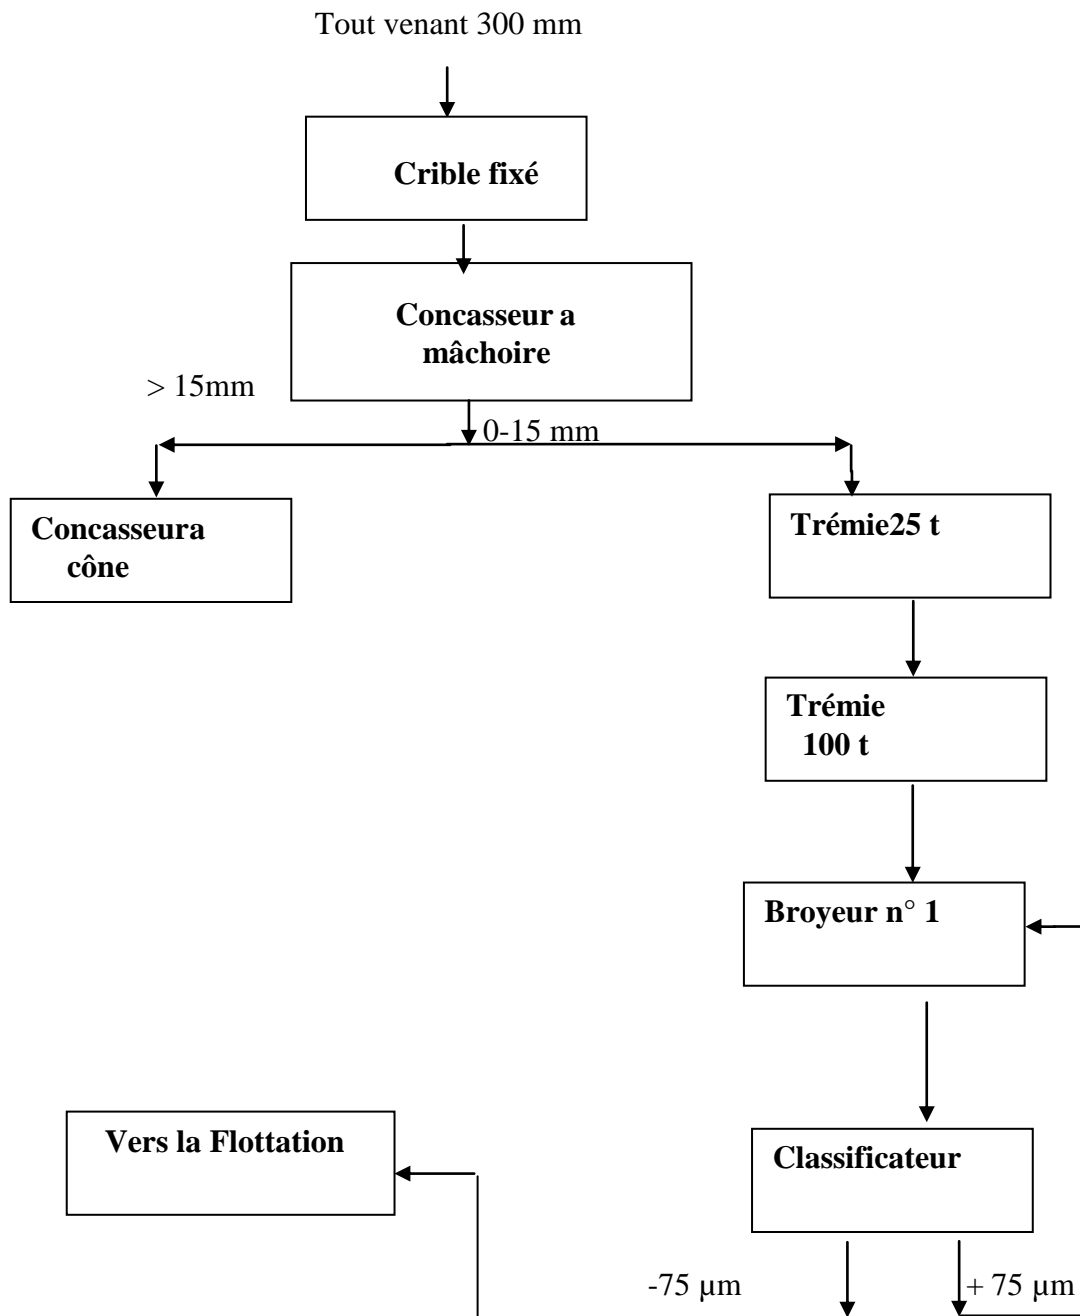 Tout venant 300 mm
Crible fixé
Concasseur a
mâchoire
> 15mm
0-15 mm
Concasseura
cône
Trémie25 t
Trémie
100 t
Broyeur n° 1
Vers la Flottation
Classificateur
-75 µm
+ 75 µm